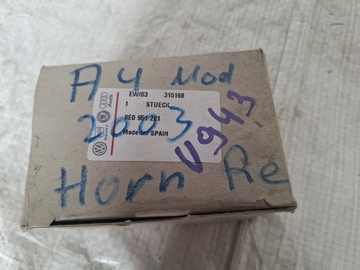 A4 Mod
EW/03 315168
1 STUECK
8E0 951 221
Made in SPAIN
2003
V943
Horn Re